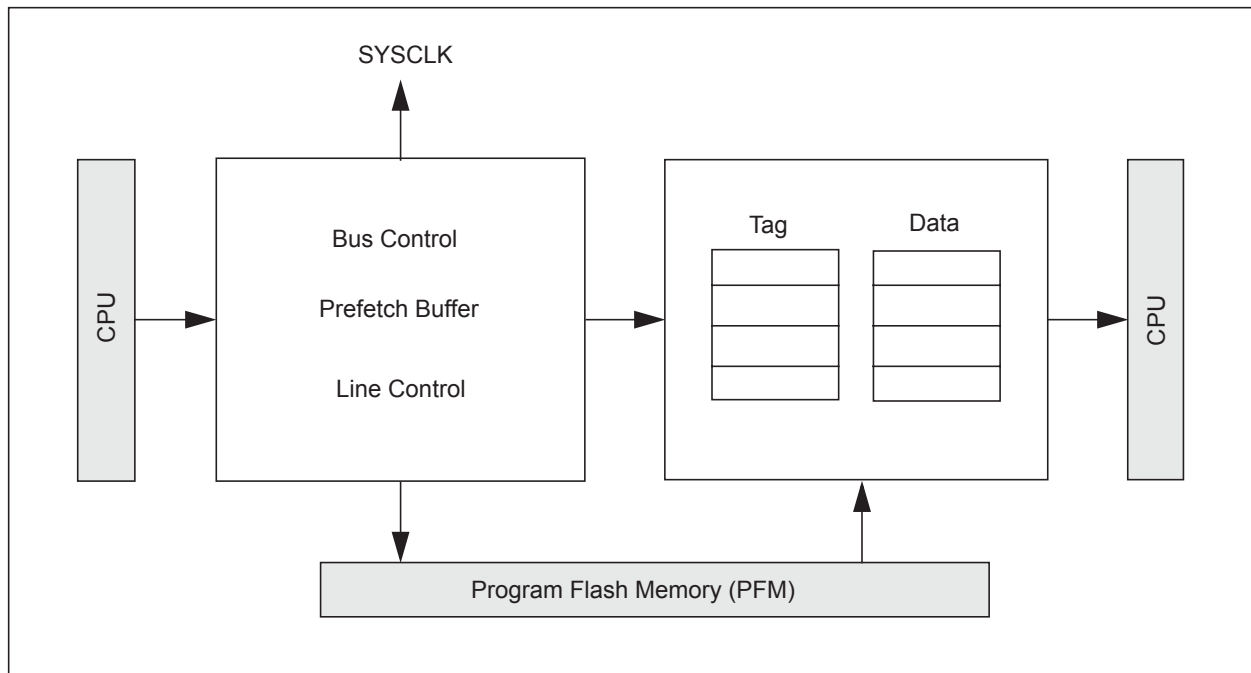 SYSCLK
CPU
Bus Control
Prefetch Buffer
Line Control
Tag
Data
CPU
Program Flash Memory (PFM)